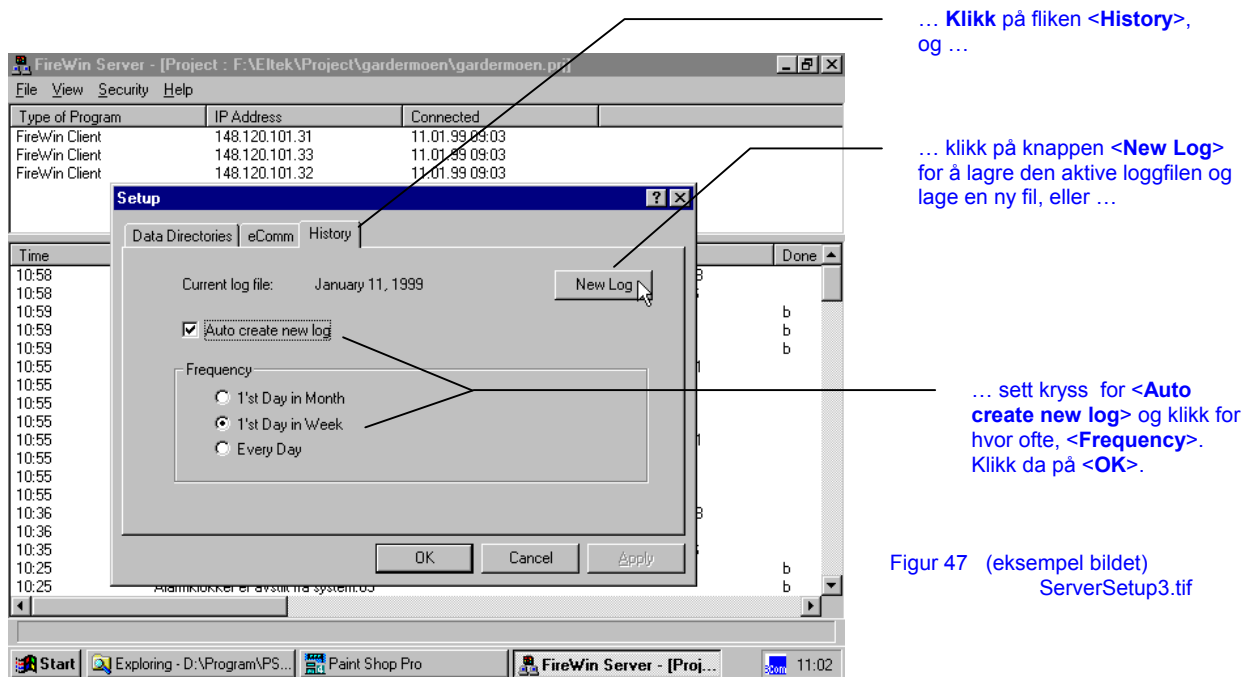 … Klikk på fliken <History>,
og …
FireWin Server - [Project : F:\Eltek\Project\gardermoen\gardermoen.prj]
File View Security Help
Type of Program IP Address Connected
FireWin Client 148.120.101.31 11.01.99 09:03
FireWin Client 148.120.101.33 11.01.99 09:03
FireWin Client 148.120.101.32 11.01.99 09:03
… klikk på knappen <New Log>
for å lagre den aktive loggfilen og
lage en ny fil, eller …
Setup
Data Directories eComm History
Current log file: January 11, 1999 New Log
Auto create new log
Frequency
1'st Day in Month
1'st Day in Week
Every Day
OK Cancel Apply
Time Done
10:58
10:58
10:59 b
10:59 b
10:59 b
10:55
10:55
10:55
10:55
10:55
10:55
10:55
10:55
10:36
10:36
10:35
10:25 b
10:25 Alarmklokker er avstilt fra system:05 b
… sett kryss for <Auto
create new log> og klikk for
hvor ofte, <Frequency>.
Klikk da på <OK>.
Figur 47 (eksempel bildet)
ServerSetup3.tif
Start Exploring - D:\Program\PS... Paint Shop Pro FireWin Server - [Proj... 3Com 11:02